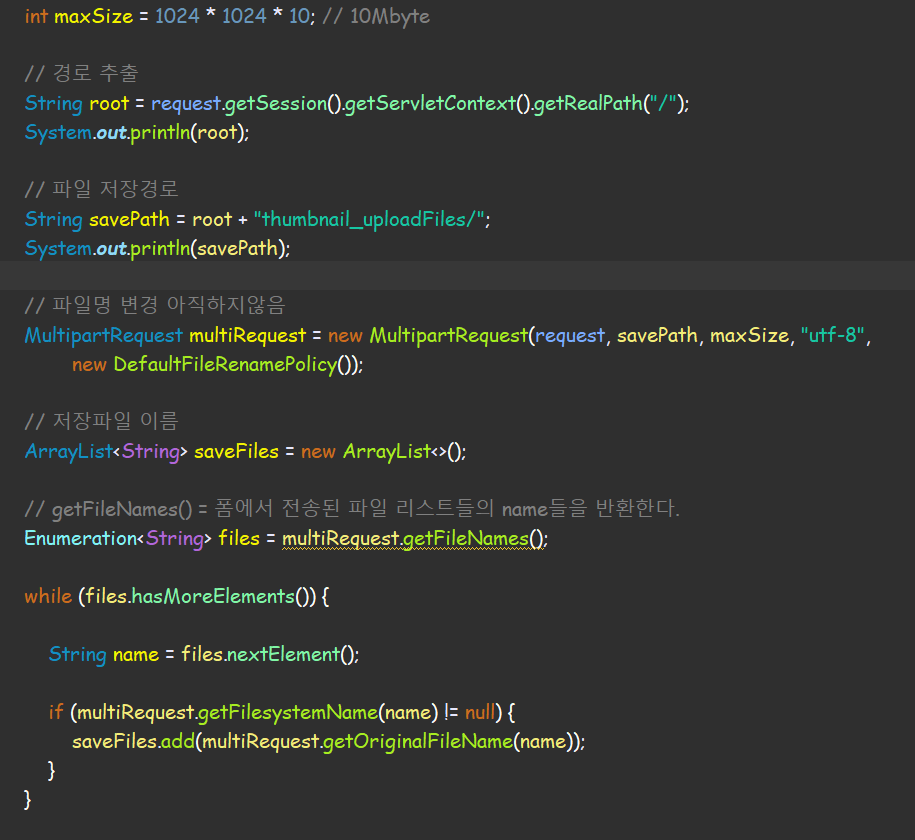 int maxSize = 1024 * 1024 * 10; // 10Mbyte
// 경로 추출
String root = request.getSession().getServletContext().getRealPath("/");
System.out.println(root);
// 파일 저장경로
String savePath = root + "thumbnail_uploadFiles/";
System.out.println(savePath);
// 파일명 변경 아직하지않음
MultipartRequest multiRequest = new MultipartRequest(request, savePath, maxSize, "utf-8",
new DefaultFileRenamePolicy());
// 저장파일 이름
ArrayList<String> saveFiles = new ArrayList<>();
// getFileNames() = 폼에서 전송된 파일 리스트들의 name들을 반환한다.
Enumeration<String> files = multiRequest.getFileNames();
while (files.hasMoreElements()) {
String name = files.nextElement();
if (multiRequest.getFilesystemName(name) != null) {
saveFiles.add(multiRequest.getOriginalFileName(name));
}
}